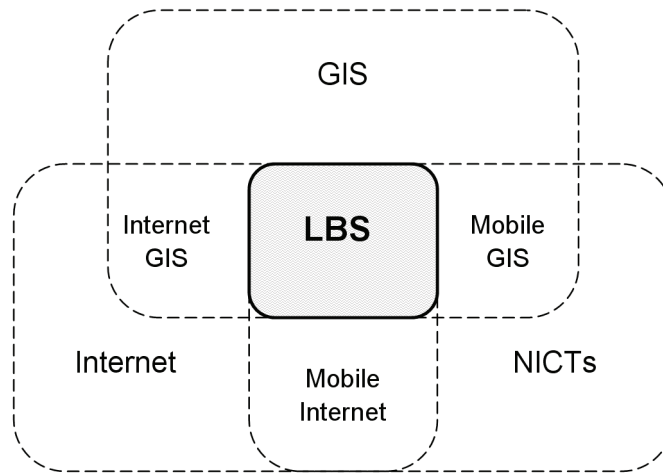 GIS
Internet
GIS
LBS
Mobile
GIS
Internet
Mobile
Internet
NICTs